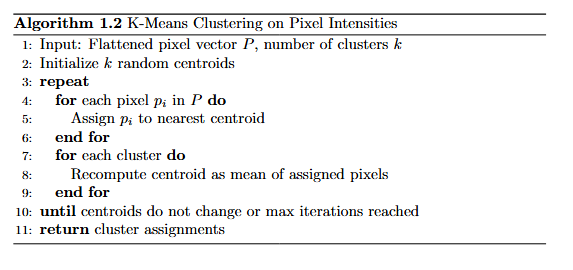 Algorithm 1.2 K-Means Clustering on Pixel Intensities
1: Input: Flattened pixel vector P, number of clusters k
2: Initialize k random centroids
3: repeat
4: for each pixel pᵢ in P do
5: Assign pᵢ to nearest centroid
6: end for
7: for each cluster do
8: Recompute centroid as mean of assigned pixels
9: end for
10: until centroids do not change or max iterations reached
11: return cluster assignments